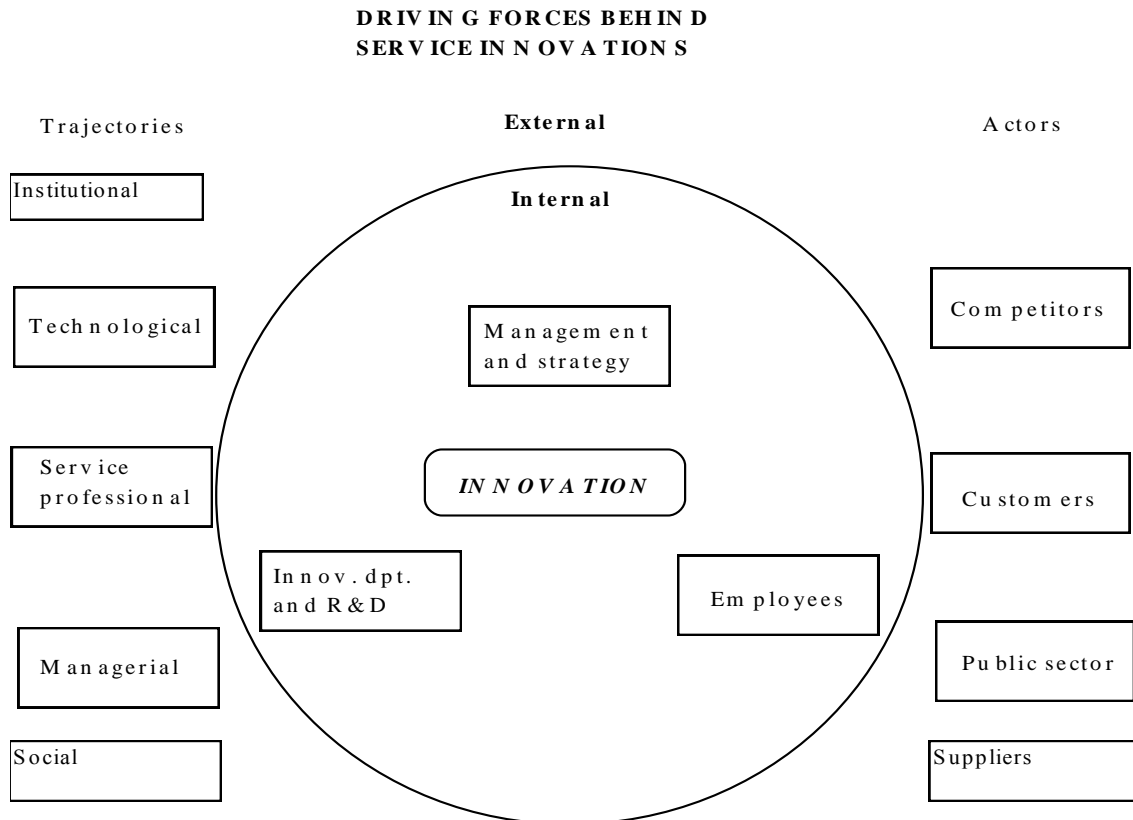 DRIVING FORCES BEHIND
SERVICE INNOVATIONS
Trajectories
External
Actors
Institutional
Internal
Technological
Management
and strategy
Competitors
Service
professional
INNOVATION
Customers
Innov. dpt.
and R&D
Employees
Managerial
Public sector
Social
Suppliers